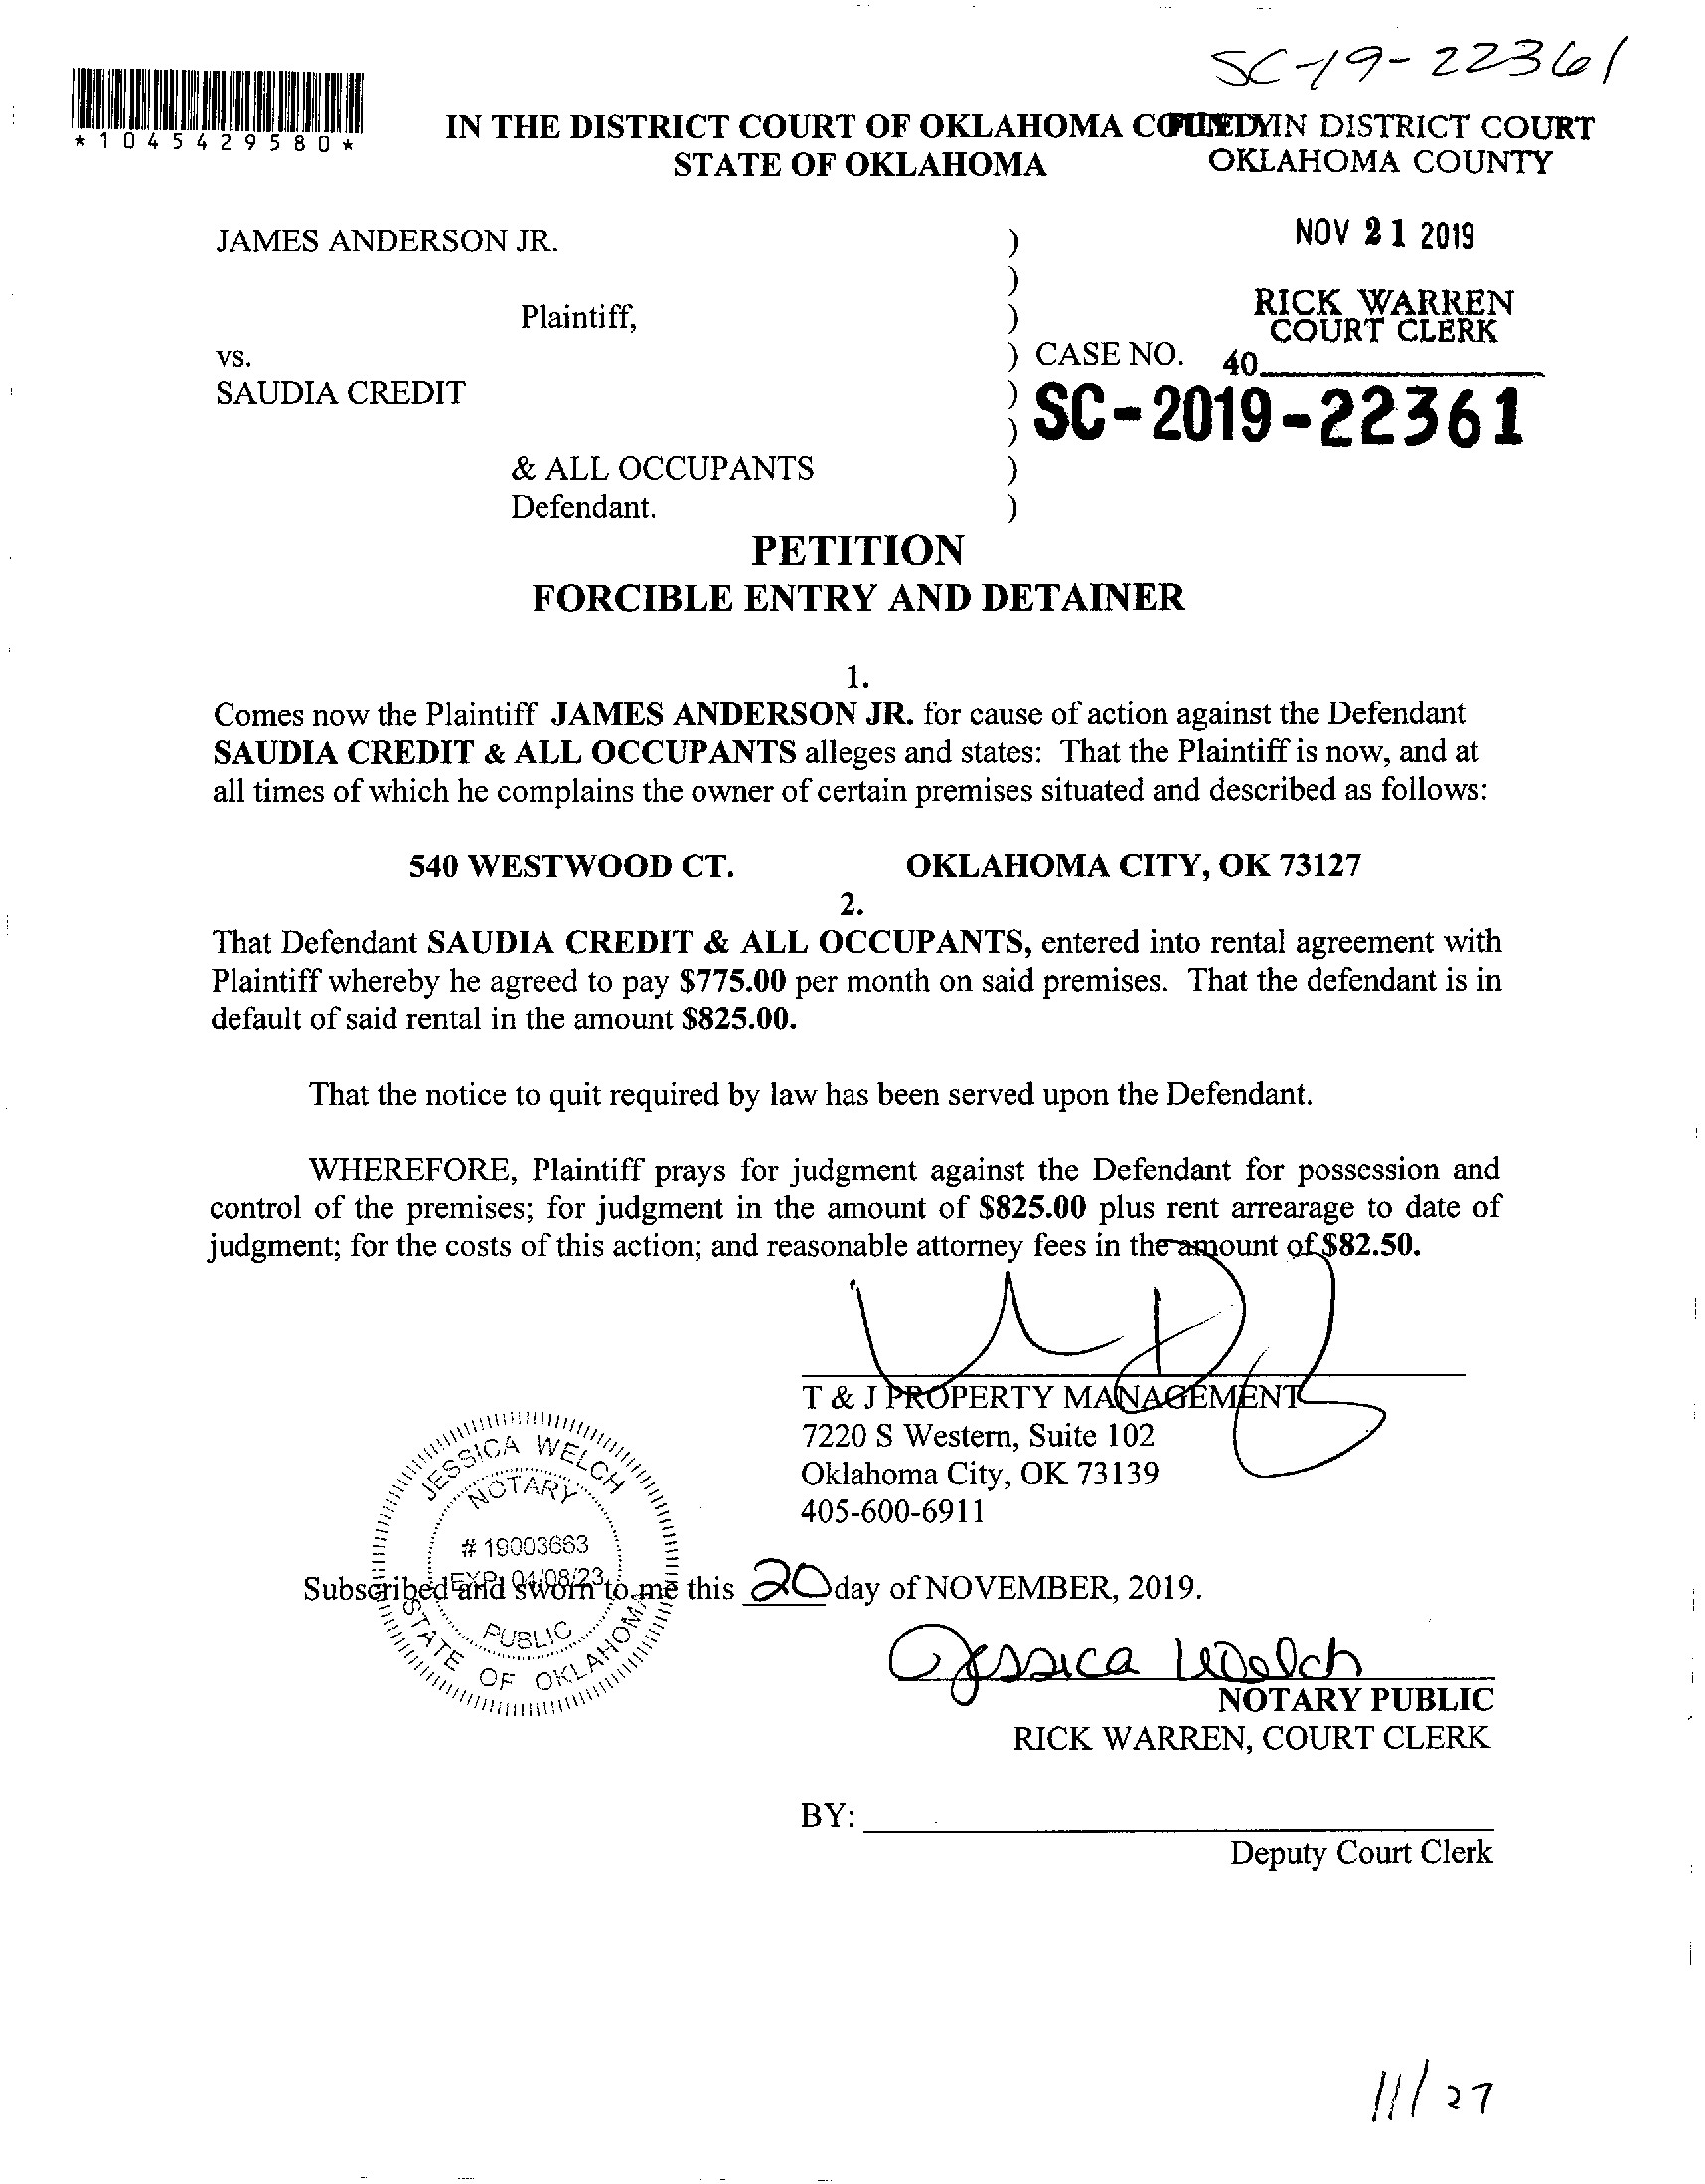 SC-19-22361
*1045429580*
IN THE DISTRICT COURT OF OKLAHOMA COUNTY
STATE OF OKLAHOMA
FILED IN DISTRICT COURT
OKLAHOMA COUNTY
NOV 21 2019
RICK WARREN
COURT CLERK
40
JAMES ANDERSON JR. )
)
Plaintiff, )
vs. ) CASE NO.
SAUDIA CREDIT ) SC-2019-22361
)
& ALL OCCUPANTS )
Defendant. )
PETITION
FORCIBLE ENTRY AND DETAINER
1.
Comes now the Plaintiff JAMES ANDERSON JR. for cause of action against the Defendant
SAUDIA CREDIT & ALL OCCUPANTS alleges and states: That the Plaintiff is now, and at
all times of which he complains the owner of certain premises situated and described as follows:
540 WESTWOOD CT. OKLAHOMA CITY, OK 73127
2.
That Defendant SAUDIA CREDIT & ALL OCCUPANTS, entered into rental agreement with
Plaintiff whereby he agreed to pay $775.00 per month on said premises. That the defendant is in
default of said rental in the amount $825.00.
That the notice to quit required by law has been served upon the Defendant.
WHEREFORE, Plaintiff prays for judgment against the Defendant for possession and
control of the premises; for judgment in the amount of $825.00 plus rent arrearage to date of
judgment; for the costs of this action; and reasonable attorney fees in the amount of $82.50.
T & J PROPERTY MANAGEMENT
7220 S Western, Suite 102
Oklahoma City, OK 73139
405-600-6911
JESSICA WELCH
NOTARY
# 19003663
EXP. 04/08/23
PUBLIC
STATE OF OKLAHOMA
Subscribed and sworn to me this 20 day of NOVEMBER, 2019.
Jessica Welch
NOTARY PUBLIC
RICK WARREN, COURT CLERK
BY:
Deputy Court Clerk
11/27